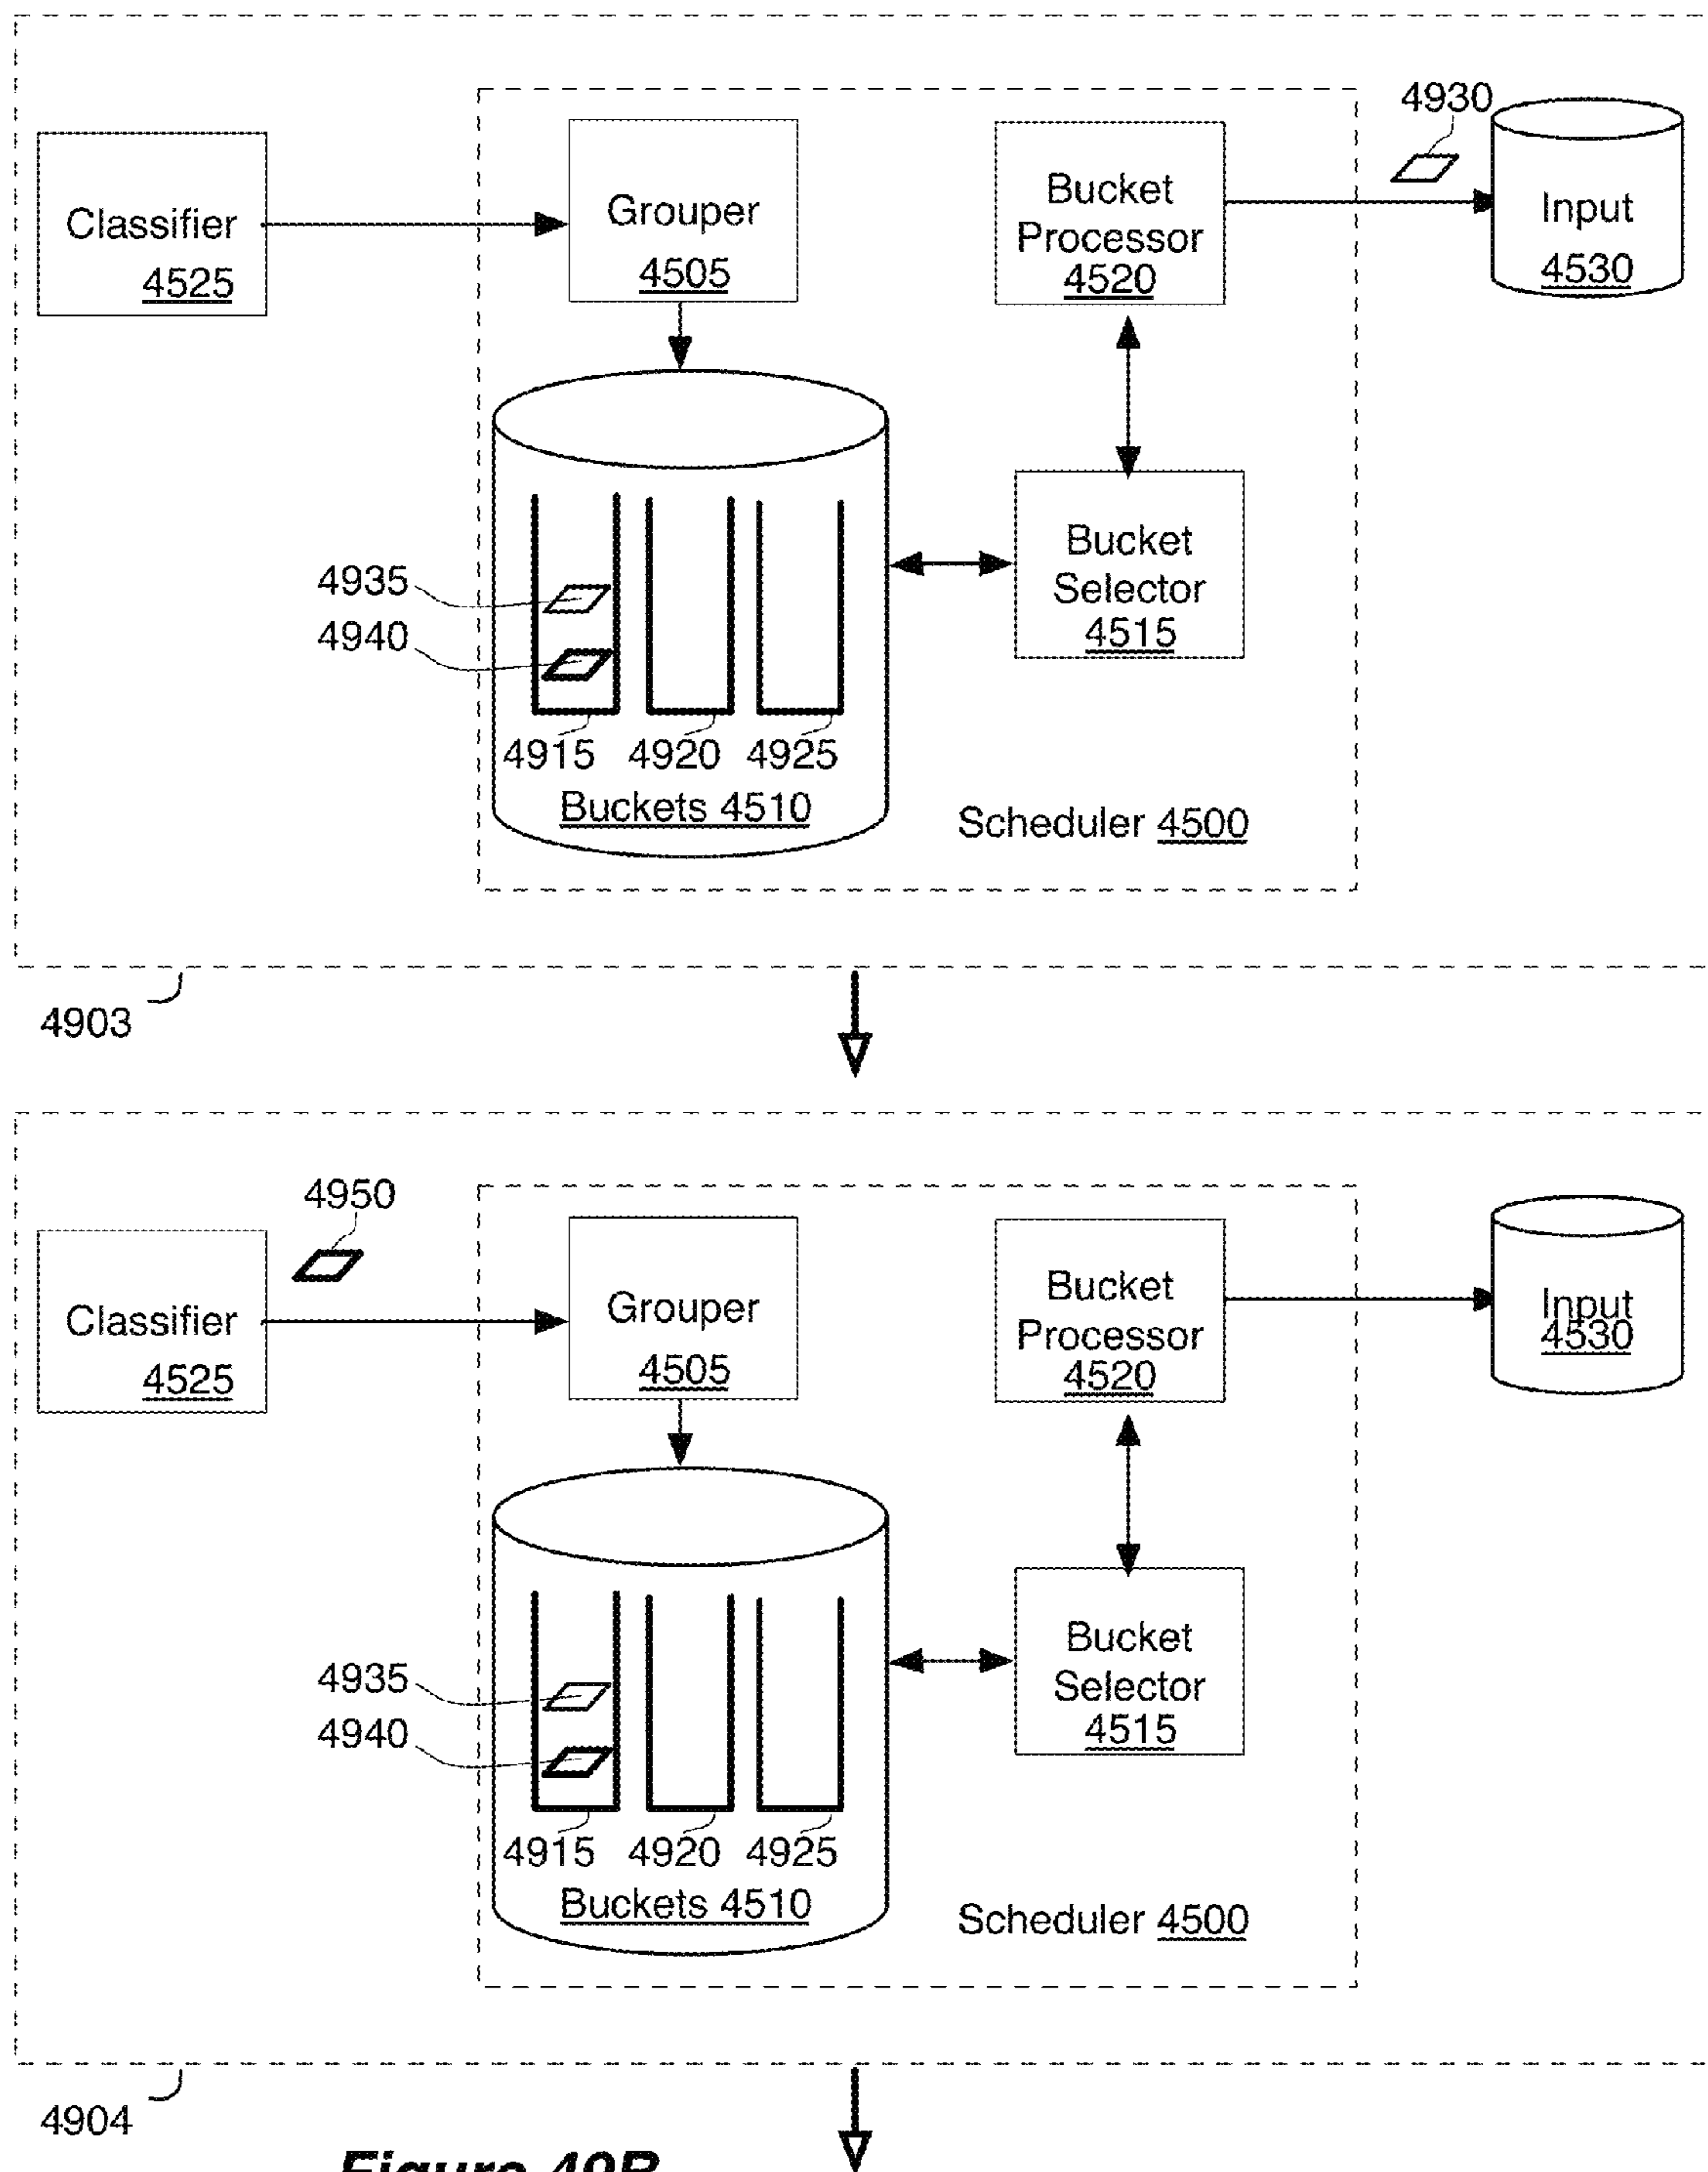 4930
Classifier
4525
Grouper
4505
Bucket
Processor
4520
Input
4530
4935
4940
Bucket
Selector
4515
4915 4920 4925
Buckets 4510
Scheduler 4500
4903
4950
Classifier
4525
Grouper
4505
Bucket
Processor
4520
Input
4530
4935
4940
Bucket
Selector
4515
4915 4920 4925
Buckets 4510
Scheduler 4500
4904
Figure 49B